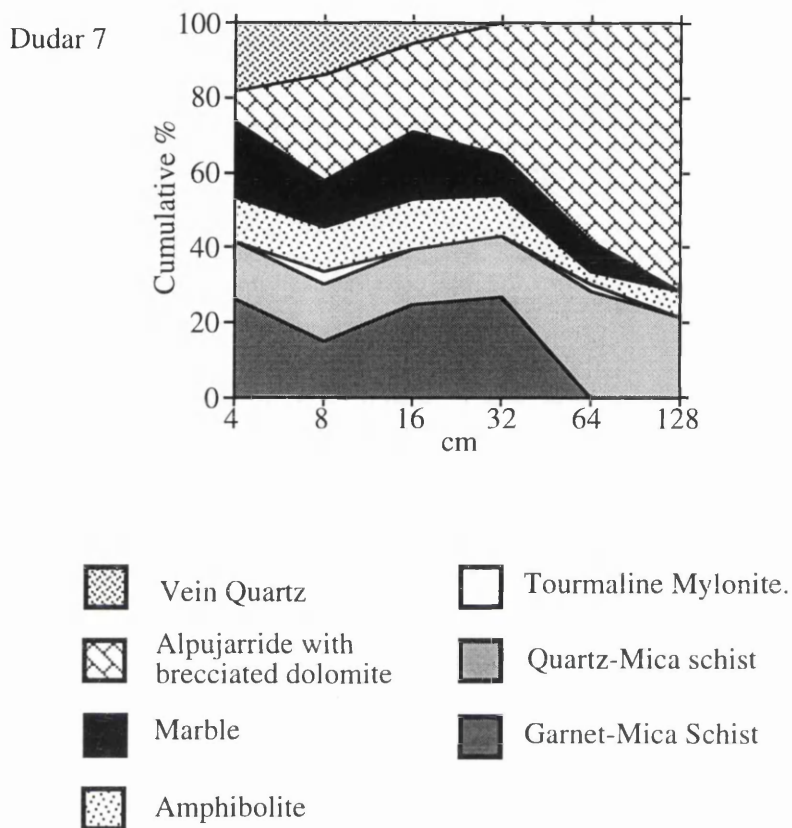 Dudar 7
Cumulative %
100
80
60
40
20
0
4 8 16 32 64 128
cm
Vein Quartz
Alpujarride with
brecciated dolomite
Marble
Amphibolite
Tourmaline Mylonite.
Quartz-Mica schist
Garnet-Mica Schist